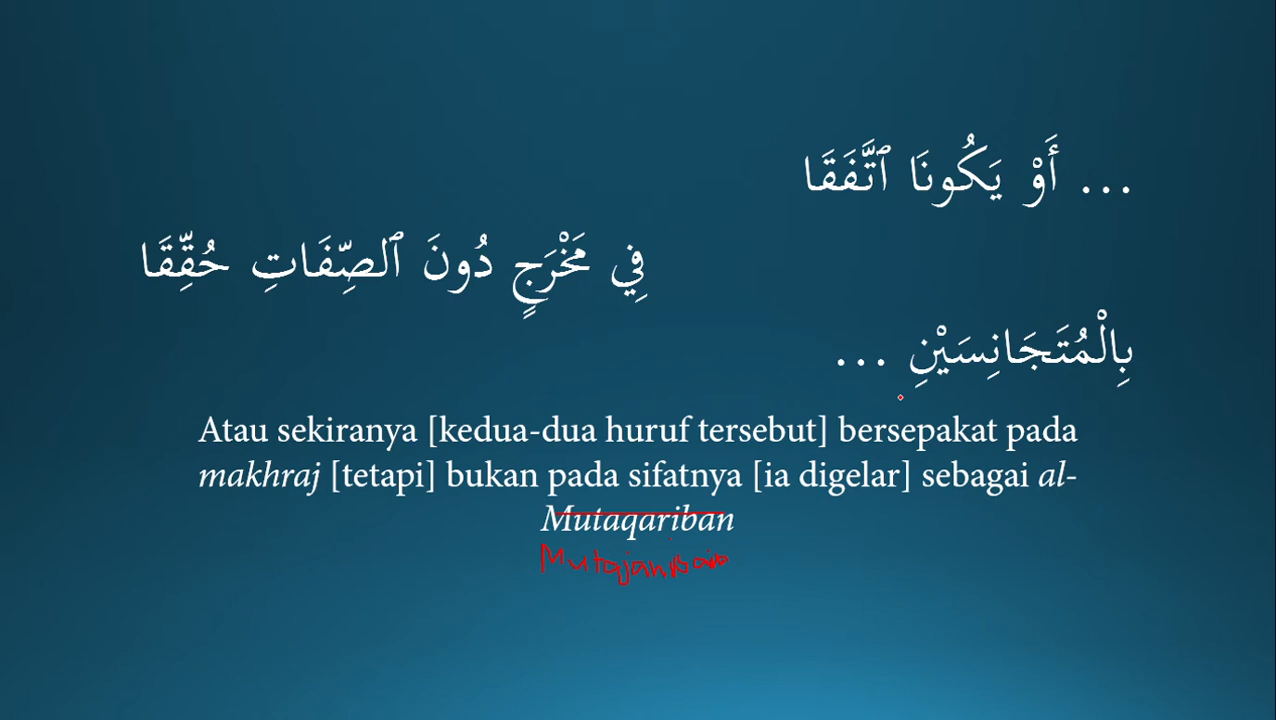 ... أَوْ يَكُونَا ٱتَّفَقَا
فِي مَخْرَجٍ دُونَ ٱلصِّفَاتِ حُقِّقَا
بِالْمُتَجَانِسَيْنِ ...
Atau sekiranya [kedua-dua huruf tersebut] bersepakat pada
makhraj [tetapi] bukan pada sifatnya [ia digelar] sebagai al-
Mutaqariban